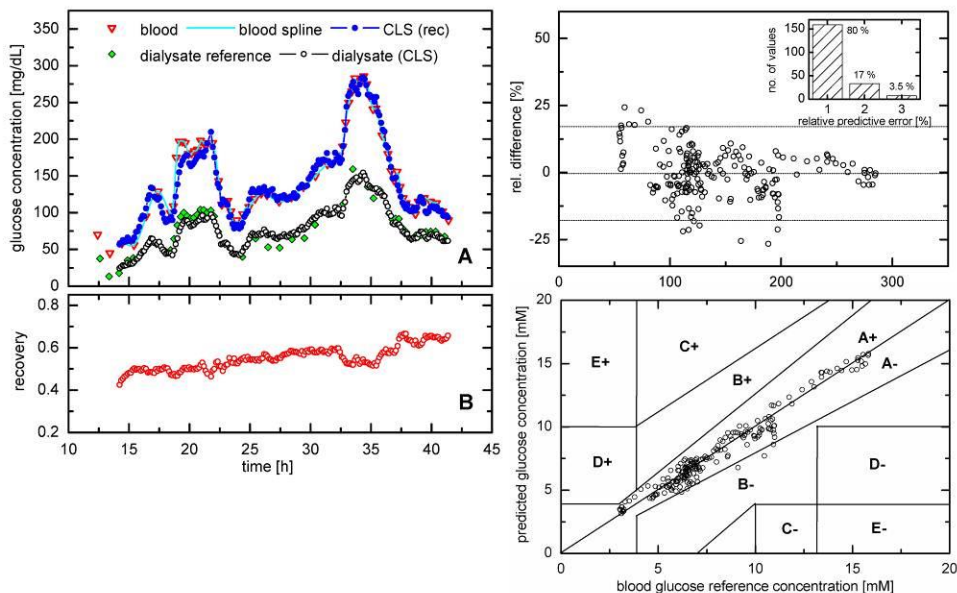 blood blood spline CLS (rec)
dialysate reference dialysate (CLS)
glucose concentration [mg/dL]
350
300
250
200
150
100
50
0
A
recovery
0.6
0.4
0.2
B
10 15 20 25 30 35 40 45
time [h]
rel. difference [%]
50
25
0
-25
0 100 200 300
no. of values
150
100
50
0
80 %
17 %
3.5 %
1 2 3
relative predictive error [%]
predicted glucose concentration [mM]
20
15
10
5
0
E+
C+
B+
A+
A-
D+
B-
D-
C-
E-
0 5 10 15 20
blood glucose reference concentration [mM]